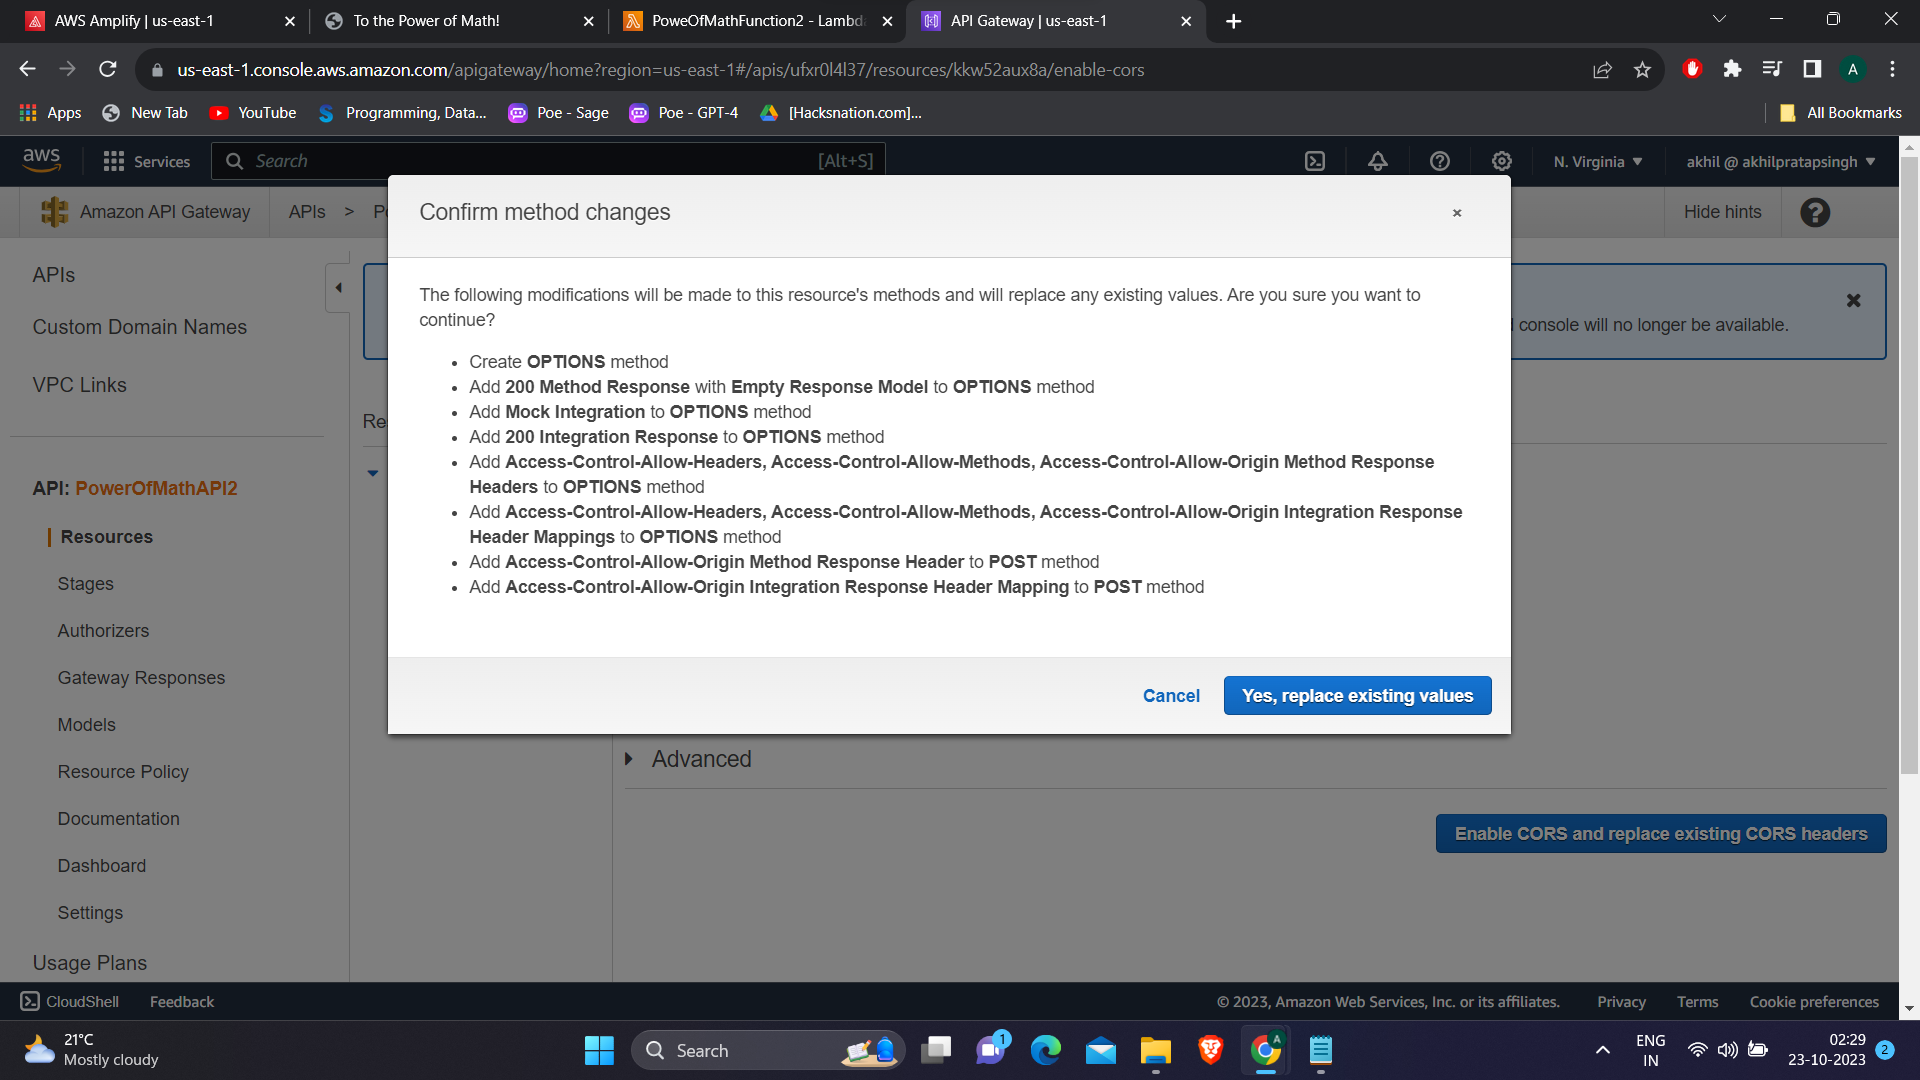 AWS Amplify | us-east-1
To the Power of Math!
PoweOfMathFunction2 - Lambd
API Gateway | us-east-1
us-east-1.console.aws.amazon.com/apigateway/home?region=us-east-1#/apis/ufxr0l4l37/resources/kkw52aux8a/enable-cors
A
Apps
New Tab
YouTube
Programming, Data...
Poe - Sage
Poe - GPT-4
[Hacksnation.com]...
All Bookmarks
aws
Services
Search
[Alt+S]
N. Virginia
akhil @ akhilpratapsingh
Amazon API Gateway
APIs > P
Hide hints
Confirm method changes
The following modifications will be made to this resource's methods and will replace any existing values. Are you sure you want to
continue?
• Create OPTIONS method
• Add 200 Method Response with Empty Response Model to OPTIONS method
• Add Mock Integration to OPTIONS method
• Add 200 Integration Response to OPTIONS method
• Add Access-Control-Allow-Headers, Access-Control-Allow-Methods, Access-Control-Allow-Origin Method Response
Headers to OPTIONS method
• Add Access-Control-Allow-Headers, Access-Control-Allow-Methods, Access-Control-Allow-Origin Integration Response
Header Mappings to OPTIONS method
• Add Access-Control-Allow-Origin Method Response Header to POST method
• Add Access-Control-Allow-Origin Integration Response Header Mapping to POST method
Cancel
Yes, replace existing values
APIs
Custom Domain Names
VPC Links
API: PowerOfMathAPI2
Resources
Stages
Authorizers
Gateway Responses
Models
Resource Policy
Documentation
Dashboard
Settings
Usage Plans
Re
console will no longer be available.
Advanced
Enable CORS and replace existing CORS headers
CloudShell
Feedback
© 2023, Amazon Web Services, Inc. or its affiliates.
Privacy
Terms
Cookie preferences
21°C
Mostly cloudy
Search
1
A
ENG
IN
02:29
23-10-2023
2